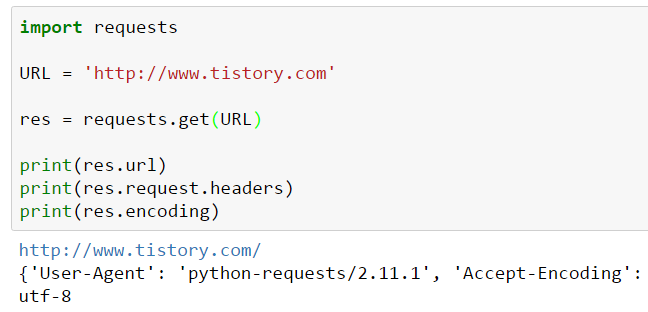 import requests
URL = 'http://www.tistory.com'
res = requests.get(URL)
print(res.url)
print(res.request.headers)
print(res.encoding)
http://www.tistory.com/
{'User-Agent': 'python-requests/2.11.1', 'Accept-Encoding':
utf-8